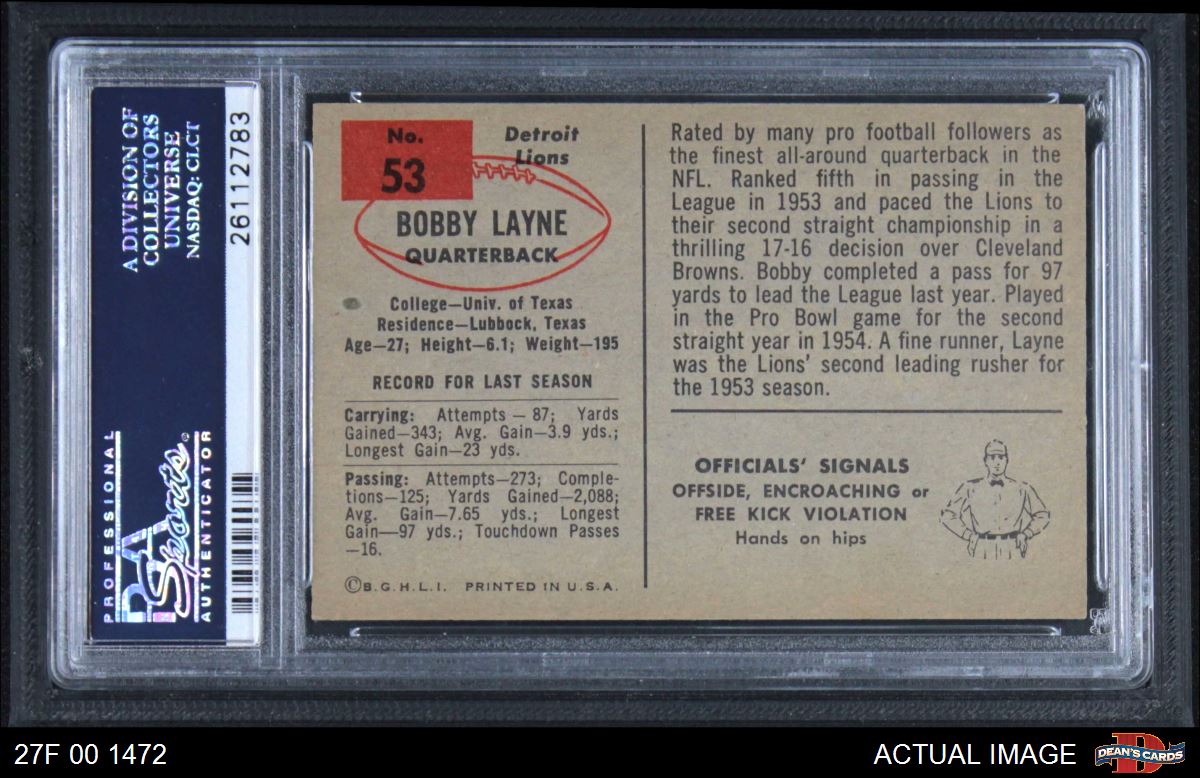 A DIVISION OF
COLLECTORS
UNIVERSE
NASDAQ: CLCT
26112783
PROFESSIONAL
PSA
Sports
AUTHENTICATOR
No.
53
Detroit
Lions
BOBBY LAYNE
QUARTERBACK
College—Univ. of Texas
Residence—Lubbock, Texas
Age—27; Height—6.1; Weight—195
RECORD FOR LAST SEASON
Carrying: Attempts — 87; Yards
Gained—343; Avg. Gain—3.9 yds.;
Longest Gain—23 yds.
Passing: Attempts—273; Comple-
tions—125; Yards Gained—2,088;
Avg. Gain—7.65 yds.; Longest
Gain—97 yds.; Touchdown Passes
—16.
©B.G.H.L.I. PRINTED IN U.S.A.
Rated by many pro football followers as
the finest all-around quarterback in the
NFL. Ranked fifth in passing in the
League in 1953 and paced the Lions to
their second straight championship in a
thrilling 17-16 decision over Cleveland
Browns. Bobby completed a pass for 97
yards to lead the League last year. Played
in the Pro Bowl game for the second
straight year in 1954. A fine runner, Layne
was the Lions' second leading rusher for
the 1953 season.
OFFICIALS' SIGNALS
OFFSIDE, ENCROACHING or
FREE KICK VIOLATION
Hands on hips
27F 00 1472
ACTUAL IMAGE
DEAN'S CARDS